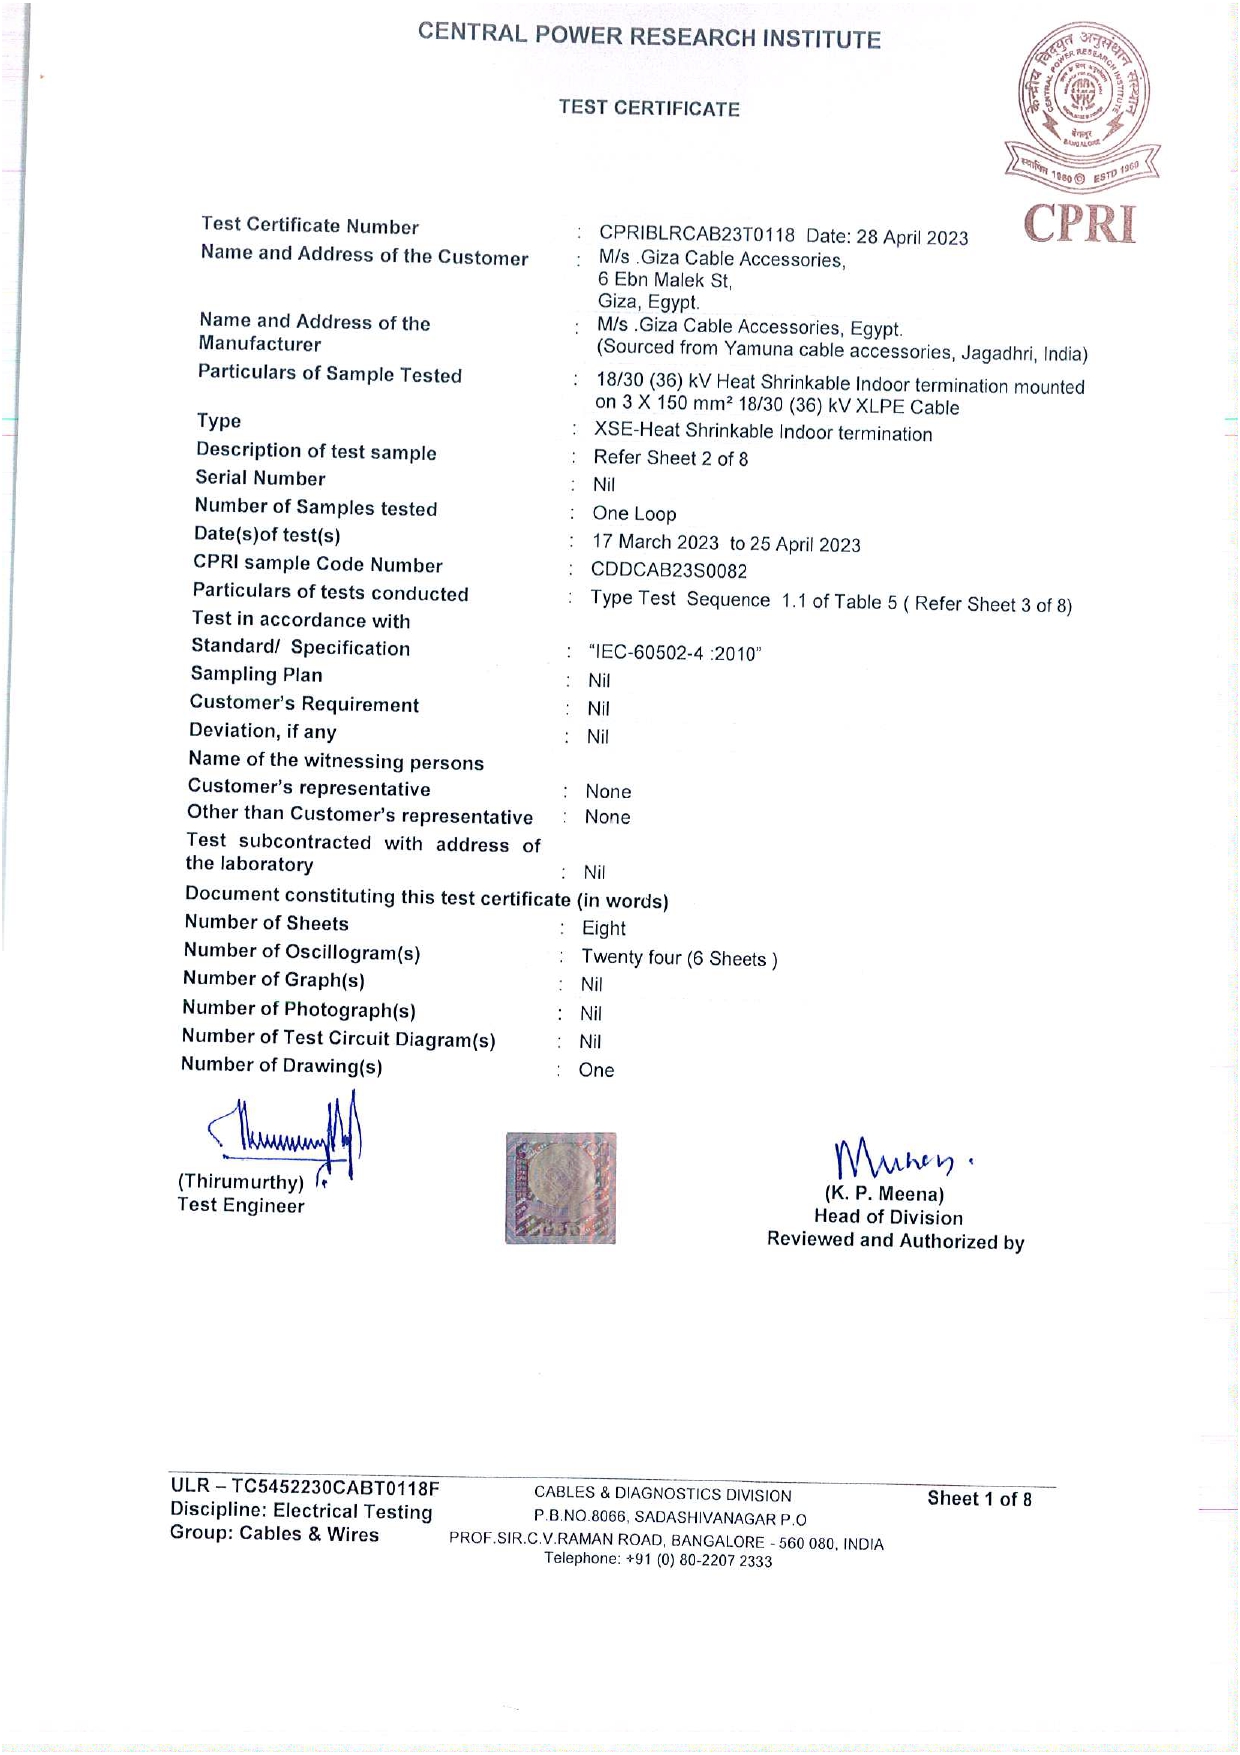 CENTRAL POWER RESEARCH INSTITUTE
TEST CERTIFICATE
केन्द्रीय विद्युत अनुसंधान संस्थान
CENTRAL POWER RESEARCH INSTITUTE
बेंगलूर
BANGALORE
स्थापित 1960 ESTD 1960
CPRI
Test Certificate Number : CPRIBLRCAB23T0118 Date: 28 April 2023
Name and Address of the Customer : M/s .Giza Cable Accessories,
6 Ebn Malek St,
Giza, Egypt.
Name and Address of the : M/s .Giza Cable Accessories, Egypt.
Manufacturer (Sourced from Yamuna cable accessories, Jagadhri, India)
Particulars of Sample Tested : 18/30 (36) kV Heat Shrinkable Indoor termination mounted
on 3 X 150 mm² 18/30 (36) kV XLPE Cable
Type : XSE-Heat Shrinkable Indoor termination
Description of test sample : Refer Sheet 2 of 8
Serial Number : Nil
Number of Samples tested : One Loop
Date(s)of test(s) : 17 March 2023 to 25 April 2023
CPRI sample Code Number : CDDCAB23S0082
Particulars of tests conducted : Type Test Sequence 1.1 of Table 5 ( Refer Sheet 3 of 8)
Test in accordance with
Standard/ Specification : “IEC-60502-4 :2010”
Sampling Plan : Nil
Customer's Requirement : Nil
Deviation, if any : Nil
Name of the witnessing persons
Customer's representative : None
Other than Customer's representative : None
Test subcontracted with address of
the laboratory : Nil
Document constituting this test certificate (in words)
Number of Sheets : Eight
Number of Oscillogram(s) : Twenty four (6 Sheets )
Number of Graph(s) : Nil
Number of Photograph(s) : Nil
Number of Test Circuit Diagram(s) : Nil
Number of Drawing(s) : One
(Thirumurthy)
Test Engineer
(K. P. Meena)
Head of Division
Reviewed and Authorized by
ULR – TC5452230CABT0118F
Discipline: Electrical Testing
Group: Cables & Wires
CABLES & DIAGNOSTICS DIVISION
P.B.NO.8066, SADASHIVANAGAR P.O
PROF.SIR.C.V.RAMAN ROAD, BANGALORE - 560 080, INDIA
Telephone: +91 (0) 80-2207 2333
Sheet 1 of 8